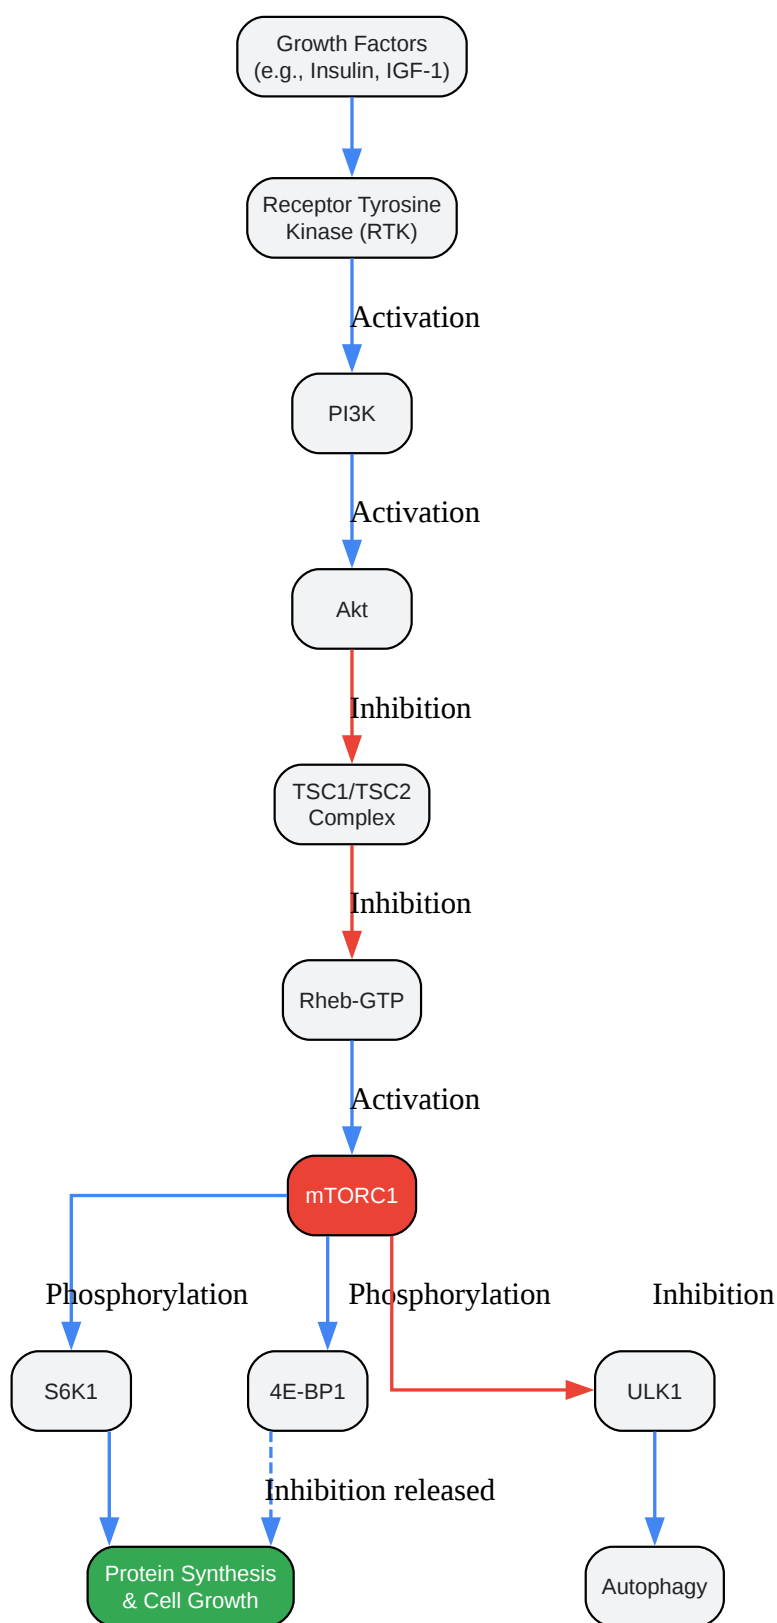 Growth Factors
(e.g., Insulin, IGF-1)
Receptor Tyrosine
Kinase (RTK)
Activation
PI3K
Activation
Akt
Inhibition
TSC1/TSC2
Complex
Inhibition
Rheb-GTP
Activation
mTORC1
Phosphorylation
Phosphorylation
Inhibition
S6K1
4E-BP1
ULK1
Inhibition released
Protein Synthesis
& Cell Growth
Autophagy